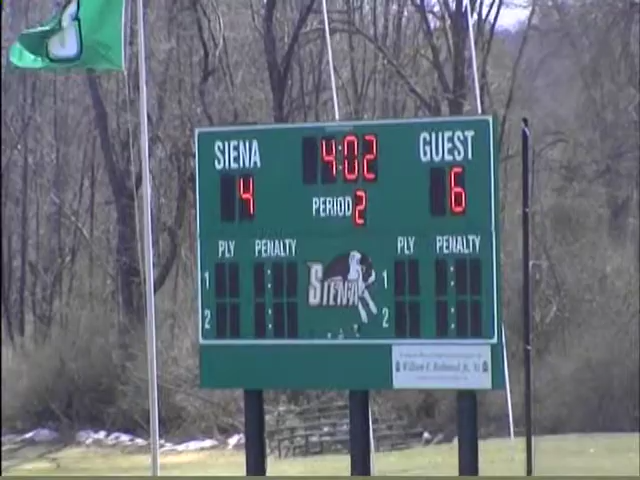 S
SIENA 4:02 GUEST
4 PERIOD 2 6
PLY PENALTY PLY PENALTY
1 : SIENA 1 :
2 : 2 :